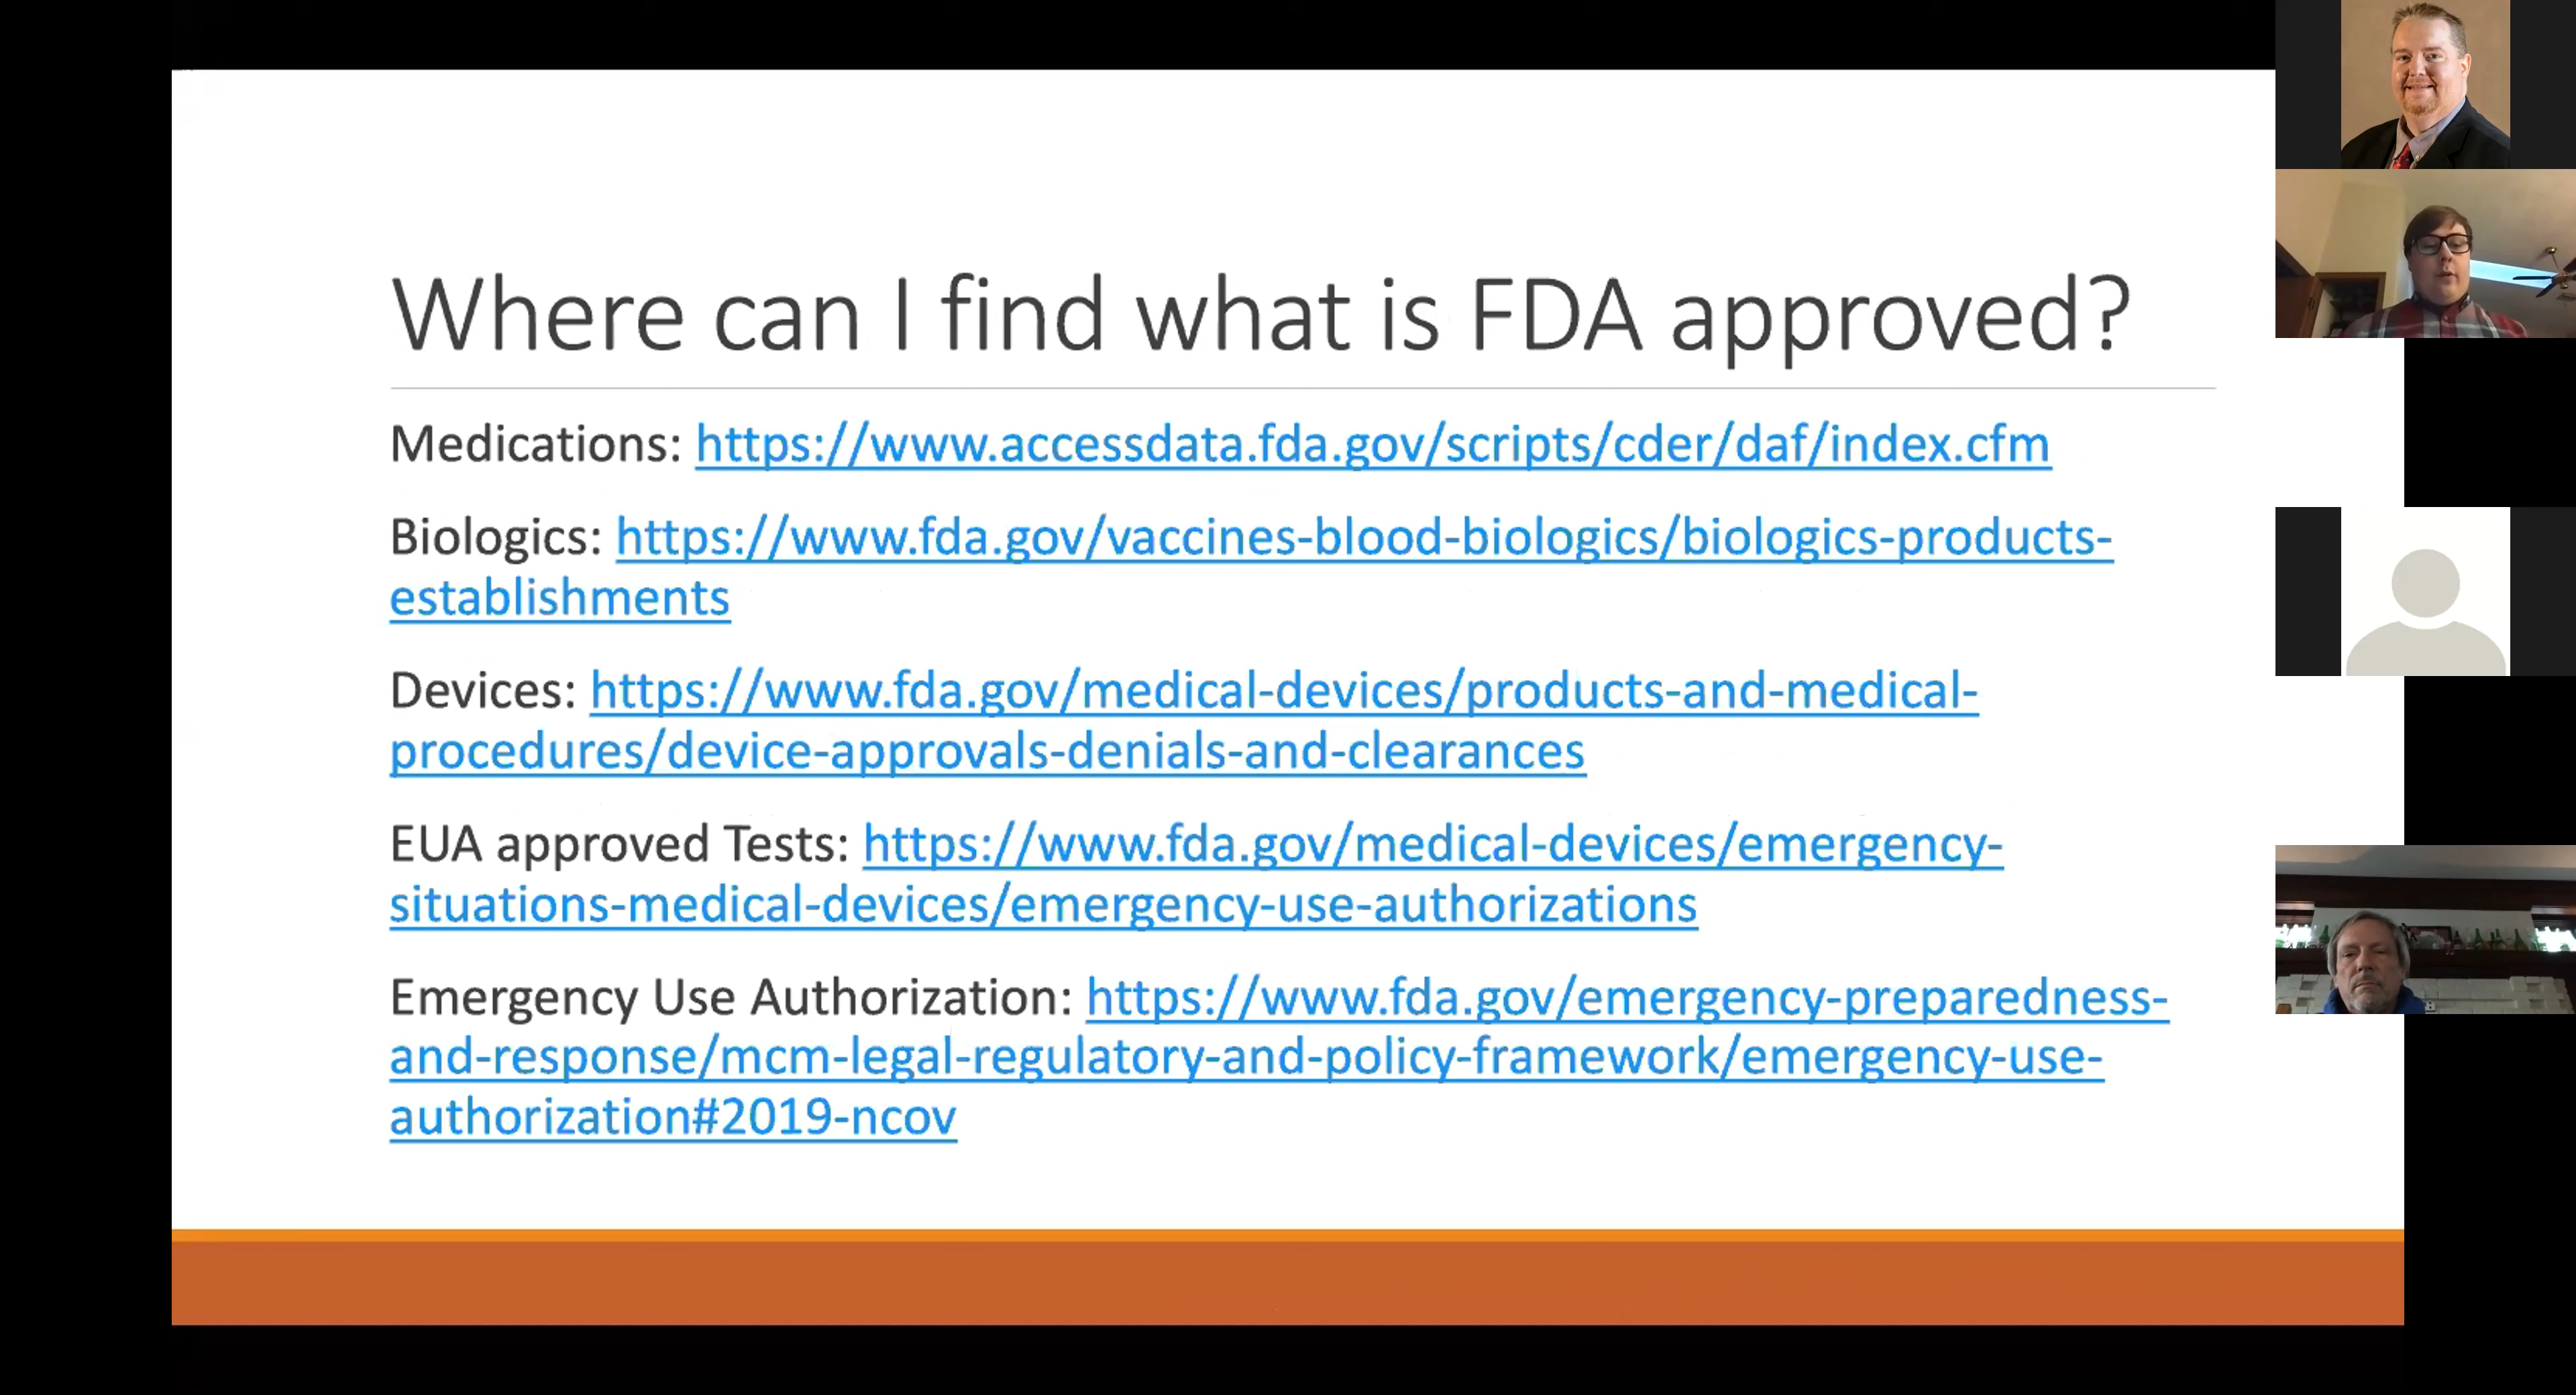 Where can I find what is FDA approved?
Medications: https://www.accessdata.fda.gov/scripts/cder/daf/index.cfm
Biologics: https://www.fda.gov/vaccines-blood-biologics/biologics-products-
establishments
Devices: https://www.fda.gov/medical-devices/products-and-medical-
procedures/device-approvals-denials-and-clearances
EUA approved Tests: https://www.fda.gov/medical-devices/emergency-
situations-medical-devices/emergency-use-authorizations
Emergency Use Authorization: https://www.fda.gov/emergency-preparedness-
and-response/mcm-legal-regulatory-and-policy-framework/emergency-use-
authorization#2019-ncov